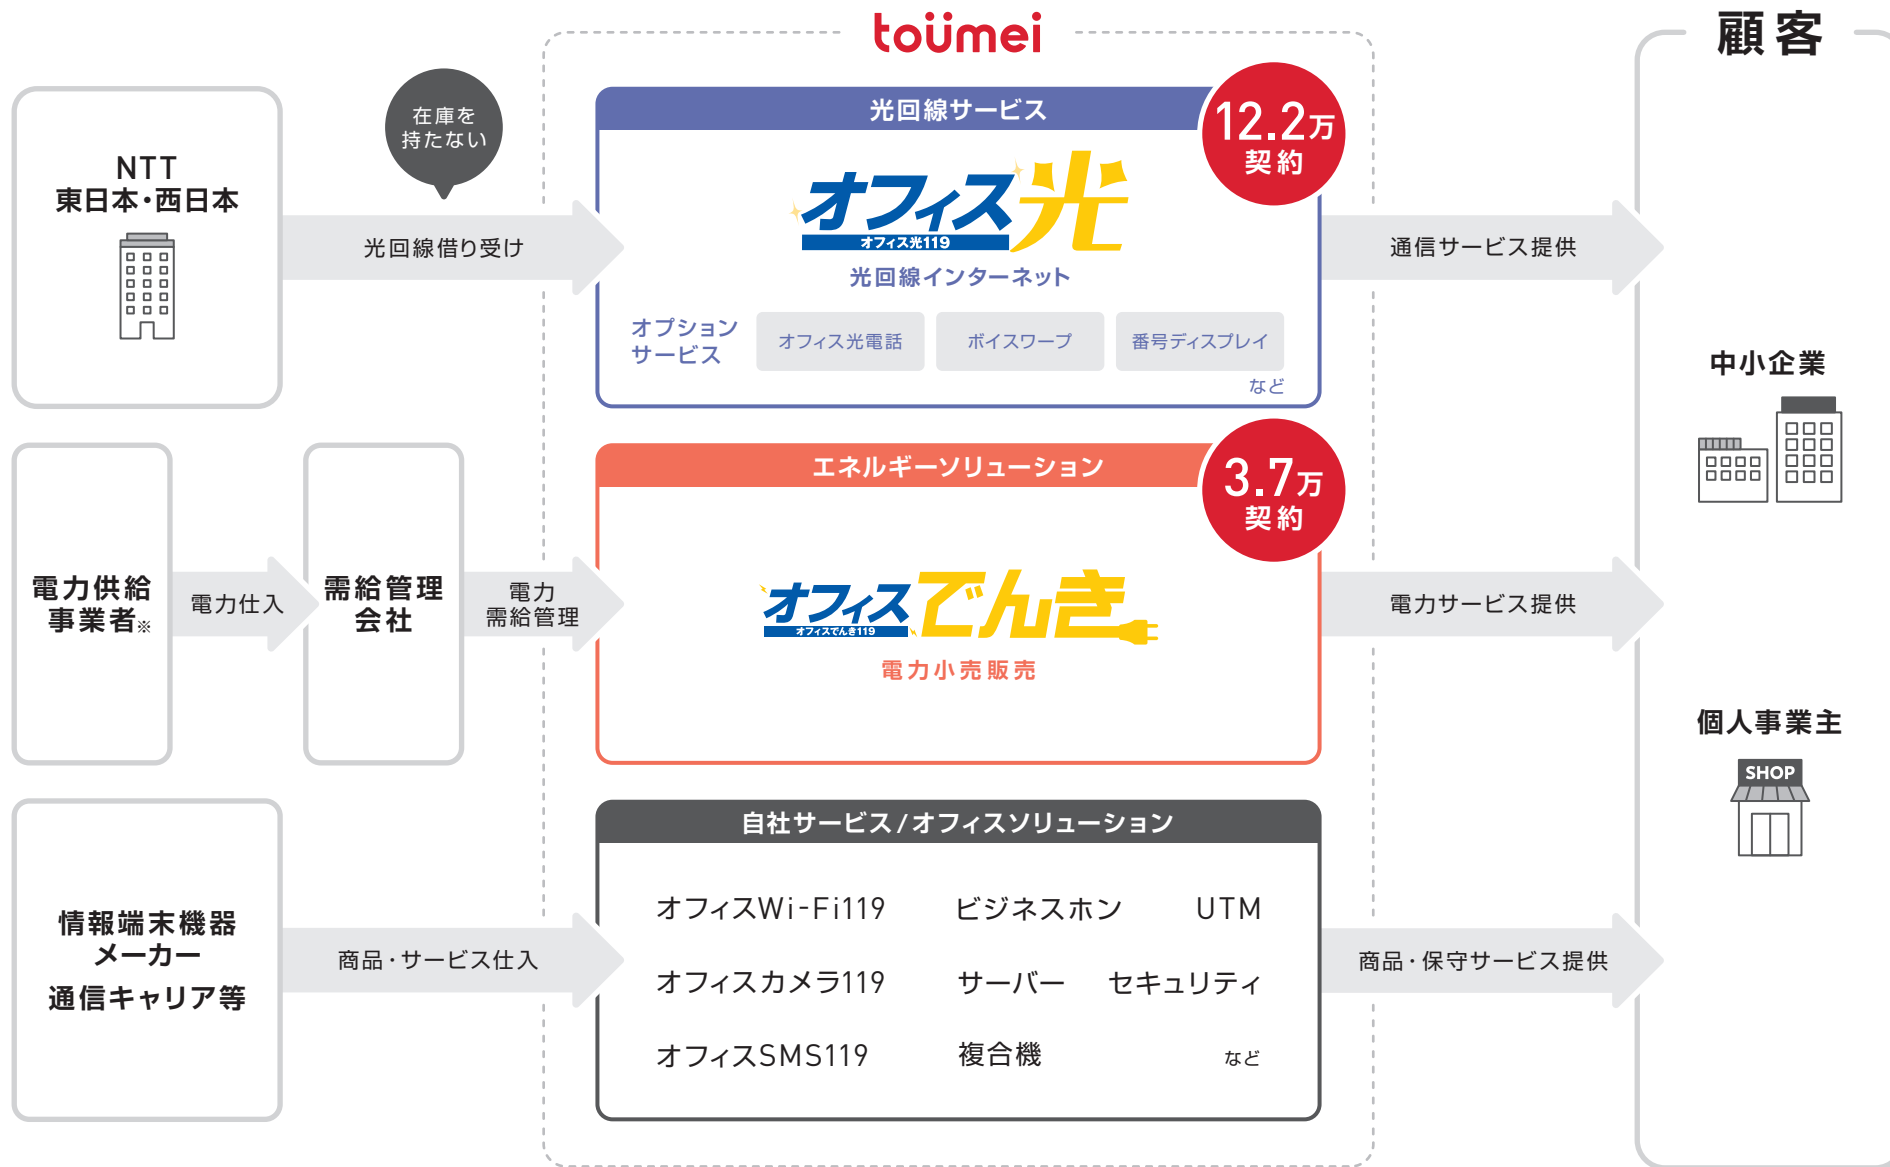 toümei
顧客
NTT
東日本・西日本
在庫を
持たない
光回線借り受け
光回線サービス
12.2万
契約
オフィス光
オフィス光119
光回線インターネット
オプション
サービス
オフィス光電話
ボイスワープ
番号ディスプレイ
など
通信サービス提供
電力供給
事業者※
電力仕入
需給管理
会社
電力
需給管理
エネルギーソリューション
3.7万
契約
オフィスでんき
オフィスでんき119
電力小売販売
電力サービス提供
情報端末機器
メーカー
通信キャリア等
商品・サービス仕入
自社サービス/オフィスソリューション
オフィスWi-Fi119 ビジネスホン UTM
オフィスカメラ119 サーバー セキュリティ
オフィスSMS119 複合機 など
商品・保守サービス提供
中小企業
個人事業主
SHOP